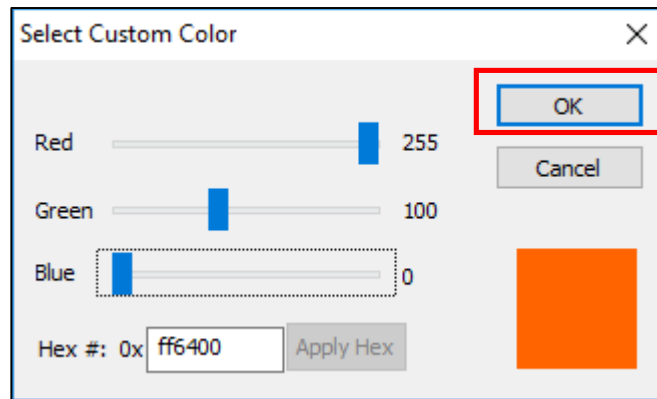 Select Custom Color
OK
Red 255
Cancel
Green 100
Blue 0
Hex #: 0x ff6400 Apply Hex